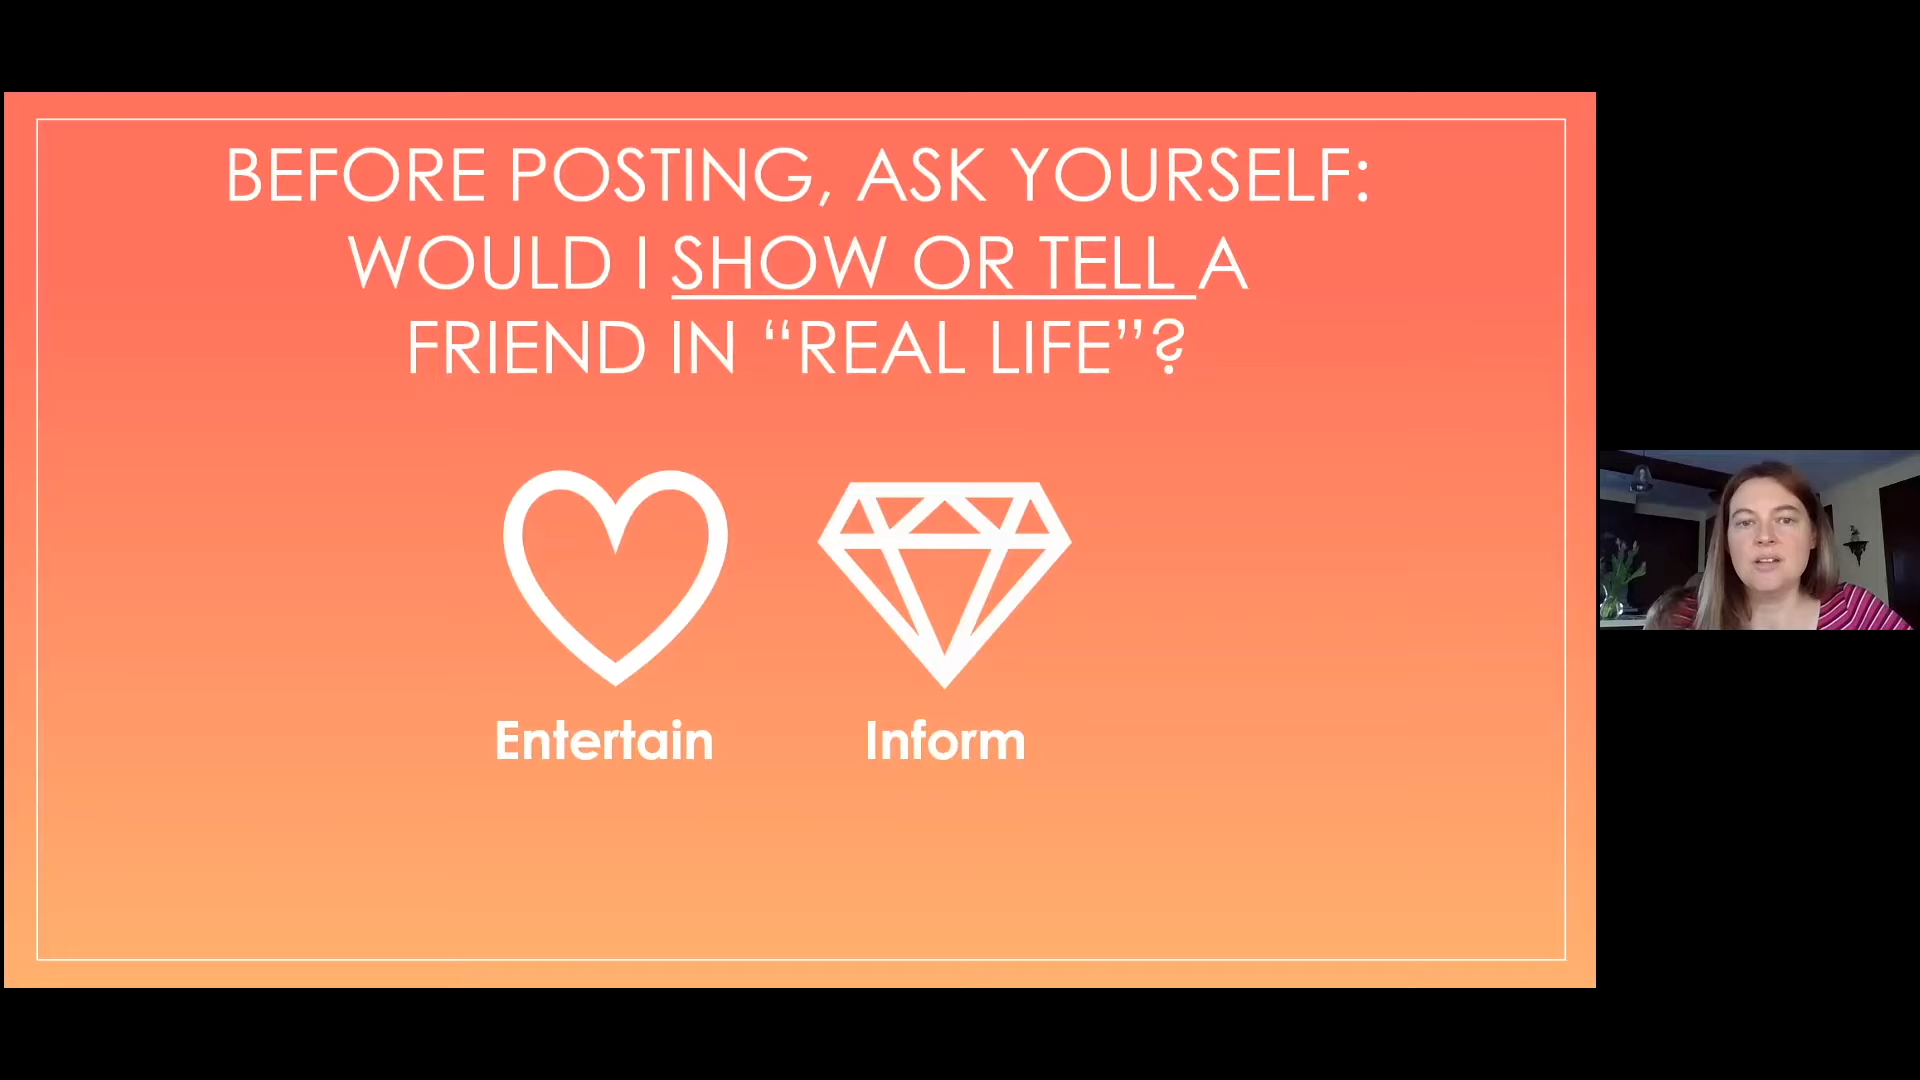 BEFORE POSTING, ASK YOURSELF:
WOULD I SHOW OR TELL A
FRIEND IN “REAL LIFE”?
Entertain
Inform